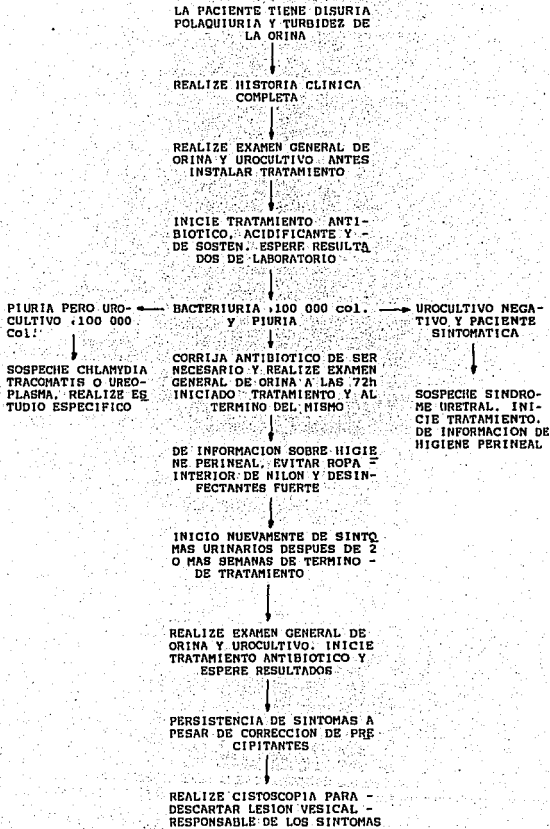 LA PACIENTE TIENE DISURIA
POLAQUIURIA Y TURBIDEZ DE
LA ORINA
REALIZE HISTORIA CLINICA
COMPLETA
REALIZE EXAMEN GENERAL DE
ORINA Y UROCULTIVO ANTES
INSTALAR TRATAMIENTO
INICIE TRATAMIENTO ANTI-
BIOTICO, ACIDIFICANTE Y -
DE SOSTEN. ESPERE RESULTA
DOS DE LABORATORIO
PIURIA PERO URO-
CULTIVO 100 000
Col.
BACTERIURIA 100 000 col.
Y PIURIA
UROCULTIVO NEGA-
TIVO Y PACIENTE
SINTOMATICA
SOSPECHE CHLAMYDIA
TRACOMATIS O UREO-
PLASMA, REALIZE ES
TUDIO ESPECIFICO
CORRIJA ANTIBIOTICO DE SER
NECESARIO Y REALIZE EXAMEN
GENERAL DE ORINA A LAS 72h
INICIADO TRATAMIENTO Y AL
TERMINO DEL MISMO
SOSPECHE SINDRO-
ME URETRAL. INI-
CIE TRATAMIENTO.
DE INFORMACION DE
HIGIENE PERINEAL
DE INFORMACION SOBRE HIGIE
NE PERINEAL, EVITAR ROPA -
INTERIOR DE NILON Y DESIN-
FECTANTES FUERTE
INICIO NUEVAMENTE DE SINTO
MAS URINARIOS DESPUES DE 2
O MAS SEMANAS DE TERMINO -
DE TRATAMIENTO
REALIZE EXAMEN GENERAL DE
ORINA Y UROCULTIVO. INICIE
TRATAMIENTO ANTIBIOTICO Y
ESPERE RESULTADOS
PERSISTENCIA DE SINTOMAS A
PESAR DE CORRECCION DE PRE
CIPITANTES
REALIZE CISTOSCOPIA PARA -
DESCARTAR LESION VESICAL -
RESPONSABLE DE LOS SINTOMAS